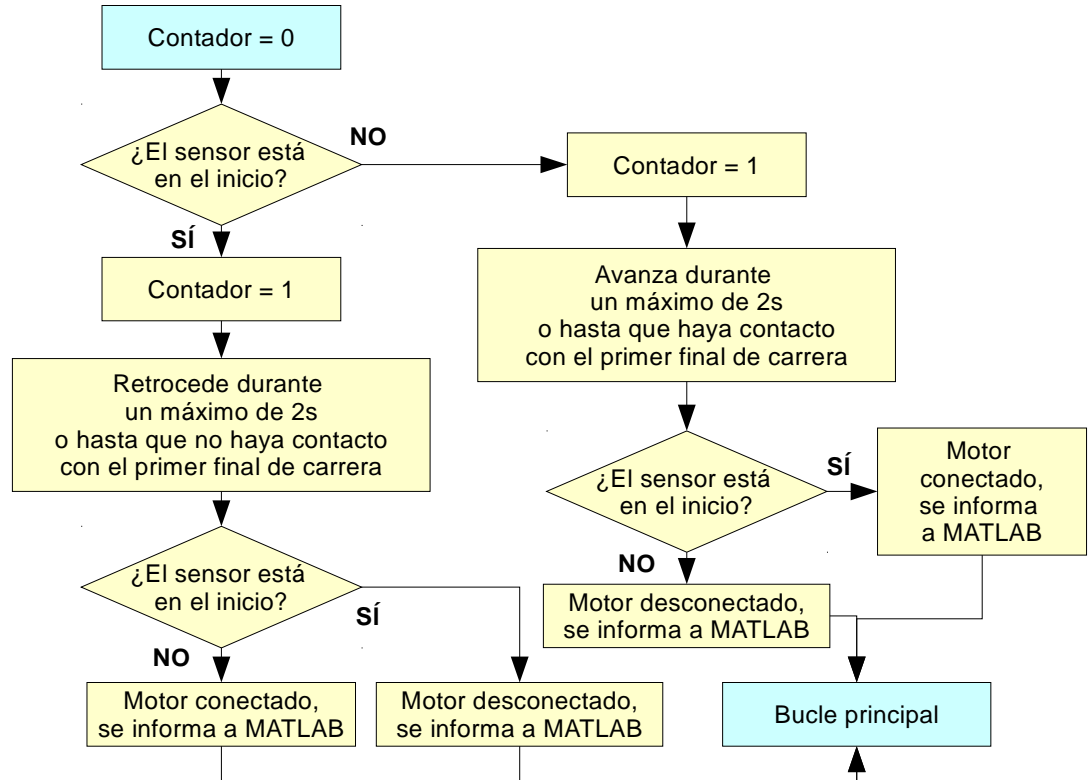 Contador = 0
¿El sensor está
en el inicio?
NO
SÍ
Contador = 1
Contador = 1
Avanza durante
un máximo de 2s
o hasta que haya contacto
con el primer final de carrera
Retrocede durante
un máximo de 2s
o hasta que no haya contacto
con el primer final de carrera
¿El sensor está
en el inicio?
SÍ
Motor
conectado,
se informa
a MATLAB
NO
Motor desconectado,
se informa a MATLAB
¿El sensor está
en el inicio?
SÍ
NO
Motor conectado,
se informa a MATLAB
Motor desconectado,
se informa a MATLAB
Bucle principal